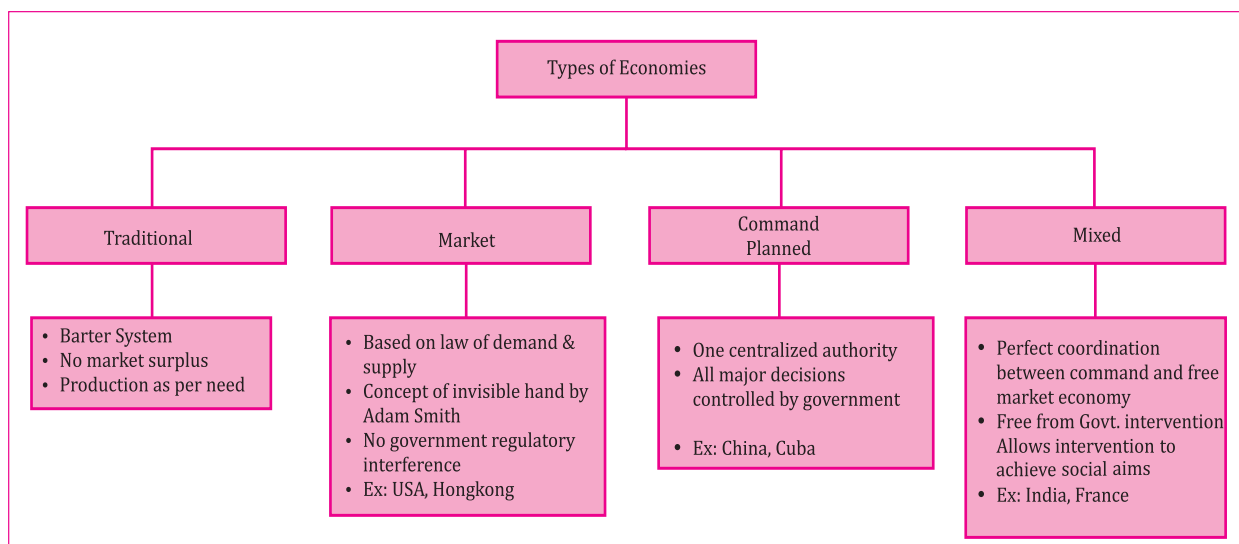 Types of Economies
Traditional
• Barter System
• No market surplus
• Production as per need
Market
• Based on law of demand &
supply
• Concept of invisible hand by
Adam Smith
• No government regulatory
interference
• Ex: USA, Hongkong
Command
Planned
• One centralized authority
• All major decisions
controlled by government
• Ex: China, Cuba
Mixed
• Perfect coordination
between command and free
market economy
• Free from Govt. intervention
Allows intervention to
achieve social aims
• Ex: India, France